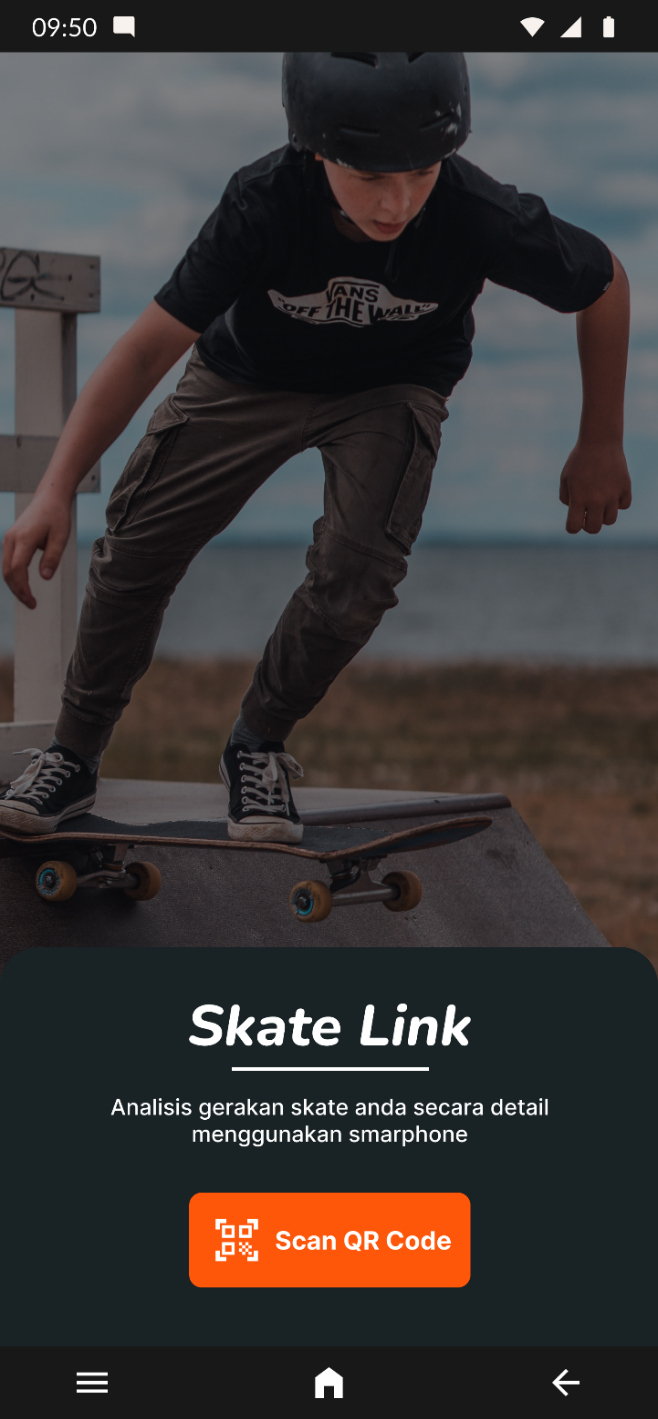 09:50
VANS
"OFF THE WALL"
Skate Link
Analisis gerakan skate anda secara detail
menggunakan smarphone
Scan QR Code